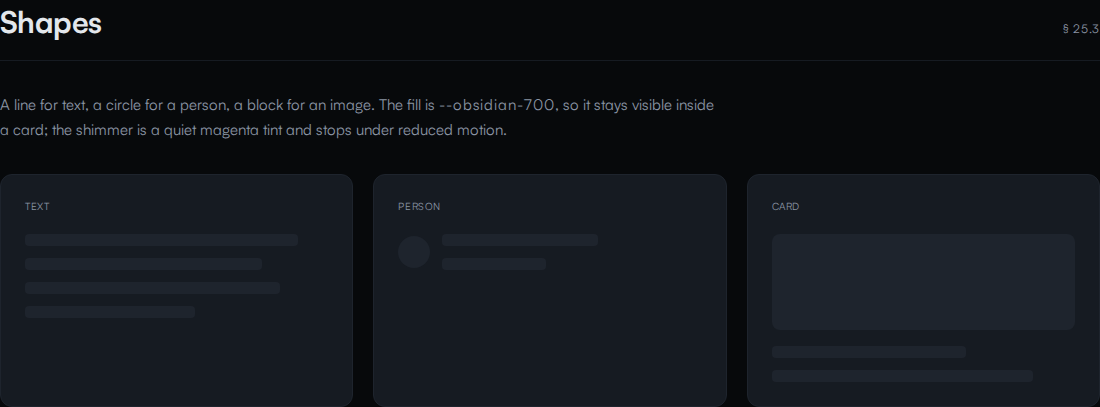 Shapes
§ 25.3
A line for text, a circle for a person, a block for an image. The fill is --obsidian-700, so it stays visible inside
a card; the shimmer is a quiet magenta tint and stops under reduced motion.
TEXT
PERSON
CARD